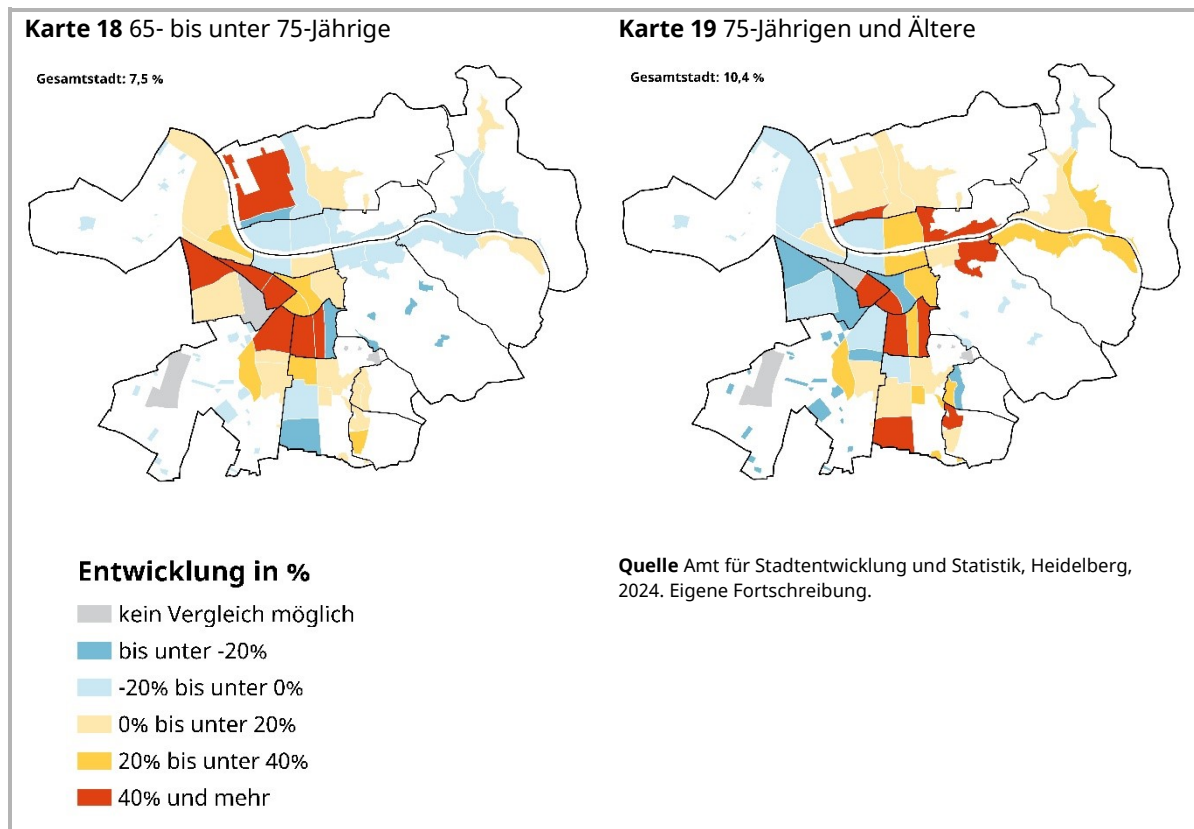 Karte 18 65- bis unter 75-Jährige
Gesamtstadt: 7,5 %
Karte 19 75-Jährigen und Ältere
Gesamtstadt: 10,4 %
Entwicklung in %
kein Vergleich möglich
bis unter -20%
-20% bis unter 0%
0% bis unter 20%
20% bis unter 40%
40% und mehr
Quelle Amt für Stadtentwicklung und Statistik, Heidelberg,
2024. Eigene Fortschreibung.